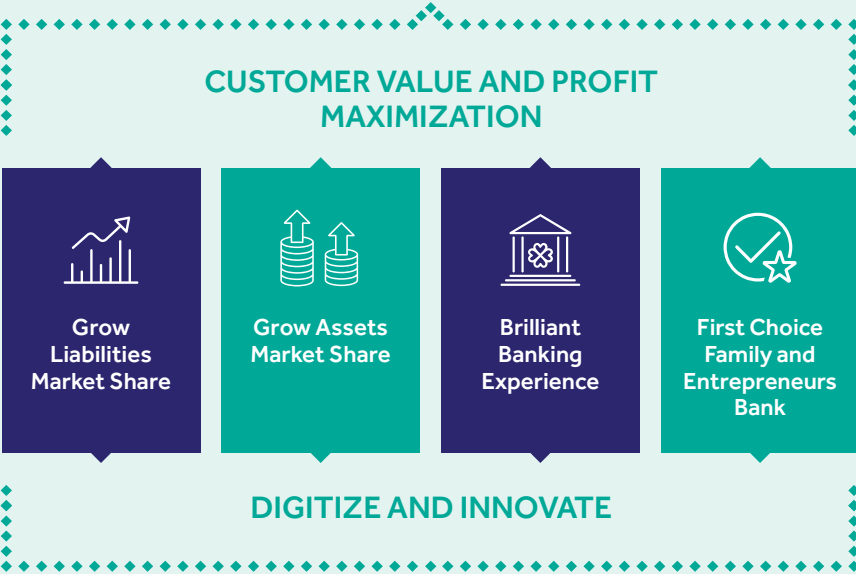 CUSTOMER VALUE AND PROFIT
MAXIMIZATION
Grow
Liabilities
Market Share
Grow Assets
Market Share
Brilliant
Banking
Experience
First Choice
Family and
Entrepreneurs
Bank
DIGITIZE AND INNOVATE